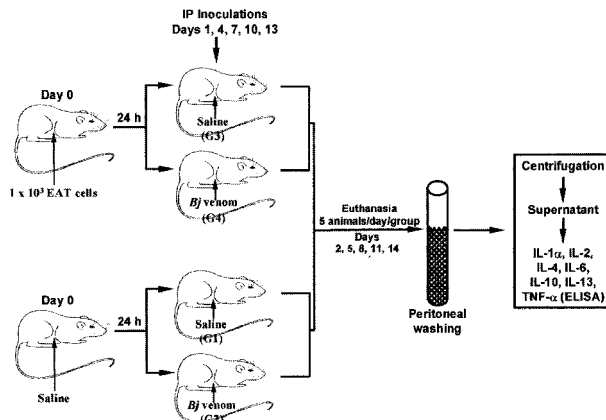 IP Inoculations
Days 1, 4, 7, 10, 13
Day 0
24 h
Saline
(G3)
1 x 10³ EAT cells
Bj venom
(G4)
Euthanasia
5 animals/day/group
Days
2, 5, 8, 11, 14
Peritoneal
washing
Centrifugation
Supernatant
IL-1α, IL-2,
IL-4, IL-6,
IL-10, IL-13,
TNF-α (ELISA)
Day 0
24 h
Saline
(G1)
Saline
Bj venom